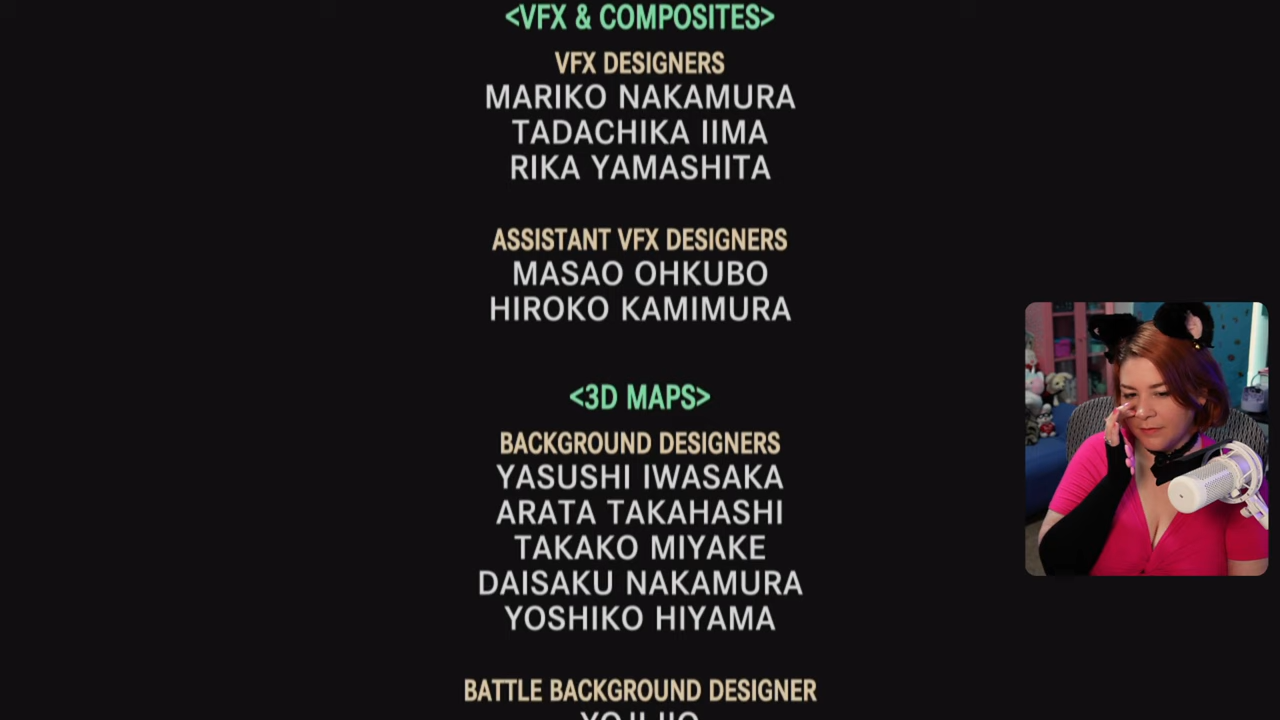 <VFX & COMPOSITES>
VFX DESIGNERS
MARIKO NAKAMURA
TADACHIKA IIMA
RIKA YAMASHITA
ASSISTANT VFX DESIGNERS
MASAO OHKUBO
HIROKO KAMIMURA
<3D MAPS>
BACKGROUND DESIGNERS
YASUSHI IWASAKA
ARATA TAKAHASHI
TAKAKO MIYAKE
DAISAKU NAKAMURA
YOSHIKO HIYAMA
BATTLE BACKGROUND DESIGNER